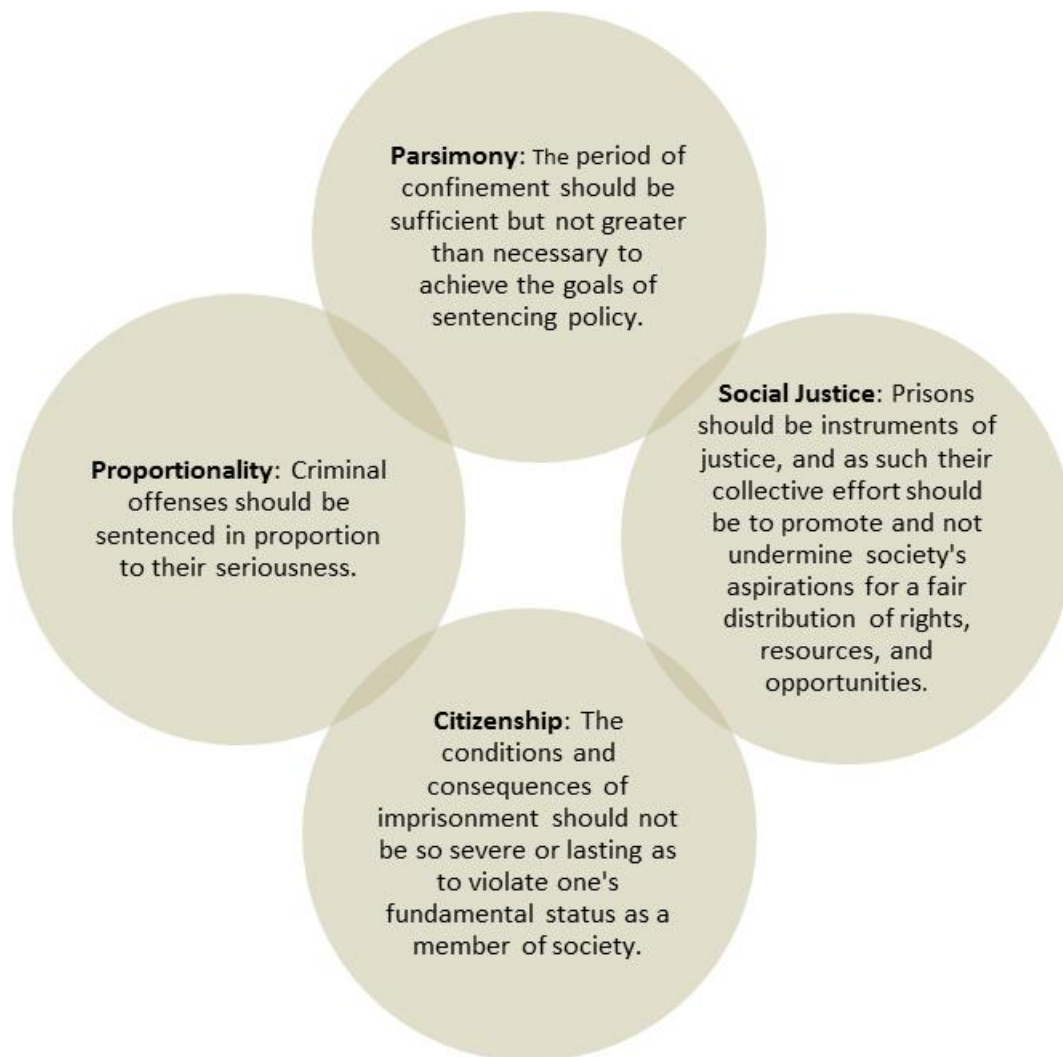 Parsimony: The period of
confinement should be
sufficient but not greater
than necessary to
achieve the goals of
sentencing policy.
Proportionality: Criminal
offenses should be
sentenced in proportion
to their seriousness.
Social Justice: Prisons
should be instruments of
justice, and as such their
collective effort should
be to promote and not
undermine society's
aspirations for a fair
distribution of rights,
resources, and
opportunities.
Citizenship: The
conditions and
consequences of
imprisonment should not
be so severe or lasting as
to violate one's
fundamental status as a
member of society.